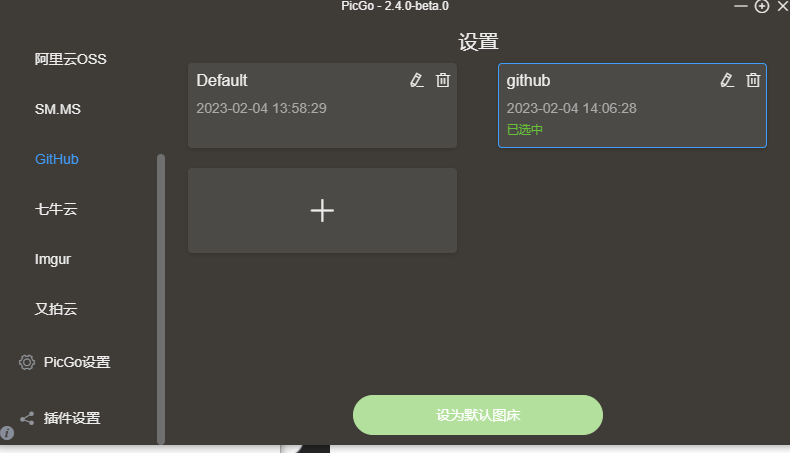 PicGo - 2.4.0-beta.0
阿里云OSS
SM.MS
GitHub
七牛云
Imgur
又拍云
PicGo设置
插件设置
设置
Default
2023-02-04 13:58:29
github
2023-02-04 14:06:28
已选中
设为默认图床